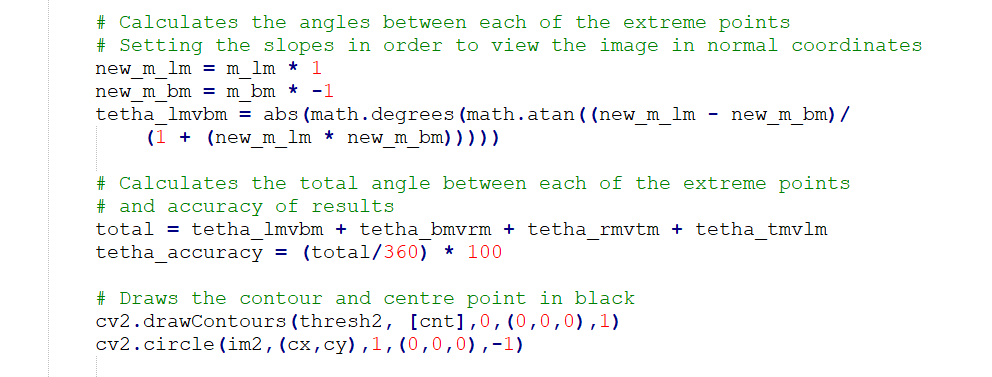 # Calculates the angles between each of the extreme points
# Setting the slopes in order to view the image in normal coordinates
new_m_lm = m_lm * 1
new_m_bm = m_bm * -1
tetha_lmvbm = abs(math.degrees(math.atan((new_m_lm - new_m_bm)/
(1 + (new_m_lm * new_m_bm)))))
# Calculates the total angle between each of the extreme points
# and accuracy of results
total = tetha_lmvbm + tetha_bmvrm + tetha_rmvtm + tetha_tmvlm
tetha_accuracy = (total/360) * 100
# Draws the contour and centre point in black
cv2.drawContours(thresh2, [cnt],0,(0,0,0),1)
cv2.circle(im2,(cx,cy),1,(0,0,0),-1)